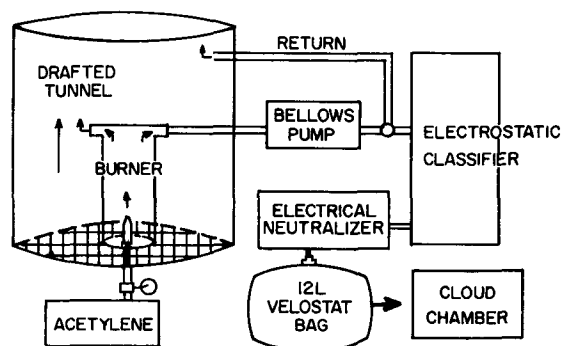 RETURN
DRAFTED
TUNNEL
BELLOWS
PUMP
ELECTROSTATIC
CLASSIFIER
BURNER
ELECTRICAL
NEUTRALIZER
12L
VELOSTAT
BAG
CLOUD
CHAMBER
ACETYLENE